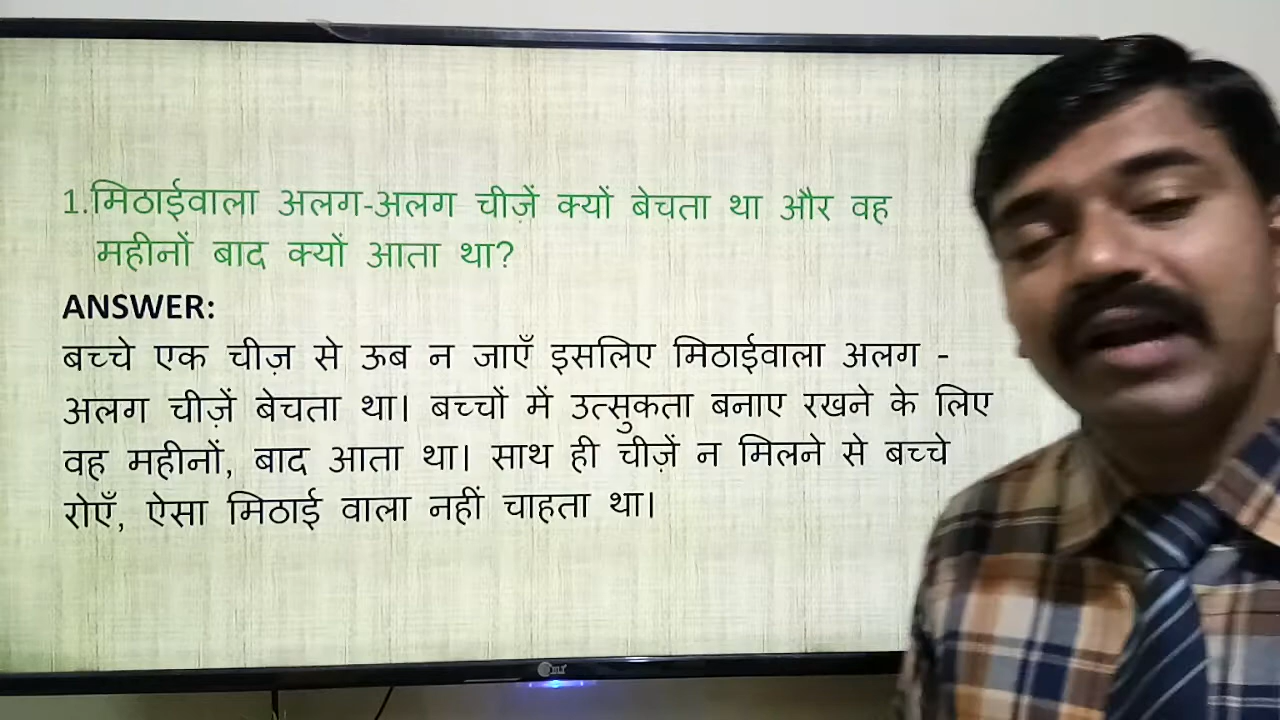 1.मिठाईवाला अलग-अलग चीज़ें क्यों बेचता था और वह
महीनों बाद क्यों आता था?
ANSWER:
बच्चे एक चीज़ से ऊब न जाएँ इसलिए मिठाईवाला अलग -
अलग चीज़ें बेचता था। बच्चों में उत्सुकता बनाए रखने के लिए
वह महीनों, बाद आता था। साथ ही चीज़ें न मिलने से बच्चे
रोएँ, ऐसा मिठाई वाला नहीं चाहता था।